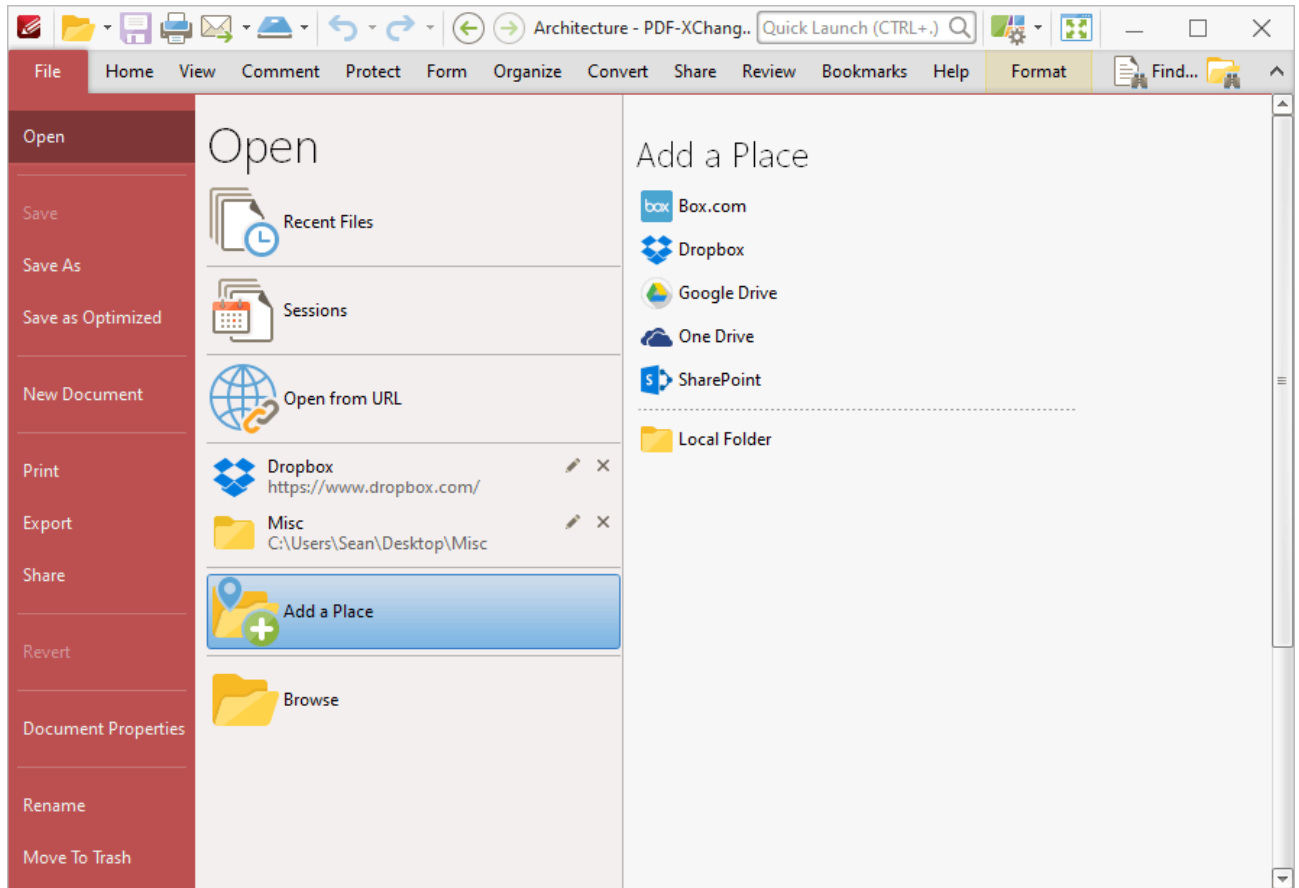 Architecture - PDF-XChang..
Quick Launch (CTRL+.)
File Home View Comment Protect Form Organize Convert Share Review Bookmarks Help Format Find...
Open
Save
Save As
Save as Optimized
New Document
Print
Export
Share
Revert
Document Properties
Rename
Move To Trash
Open
Recent Files
Sessions
Open from URL
Dropbox
https://www.dropbox.com/
Misc
C:\Users\Sean\Desktop\Misc
Add a Place
Browse
Add a Place
box Box.com
Dropbox
Google Drive
One Drive
S SharePoint
Local Folder